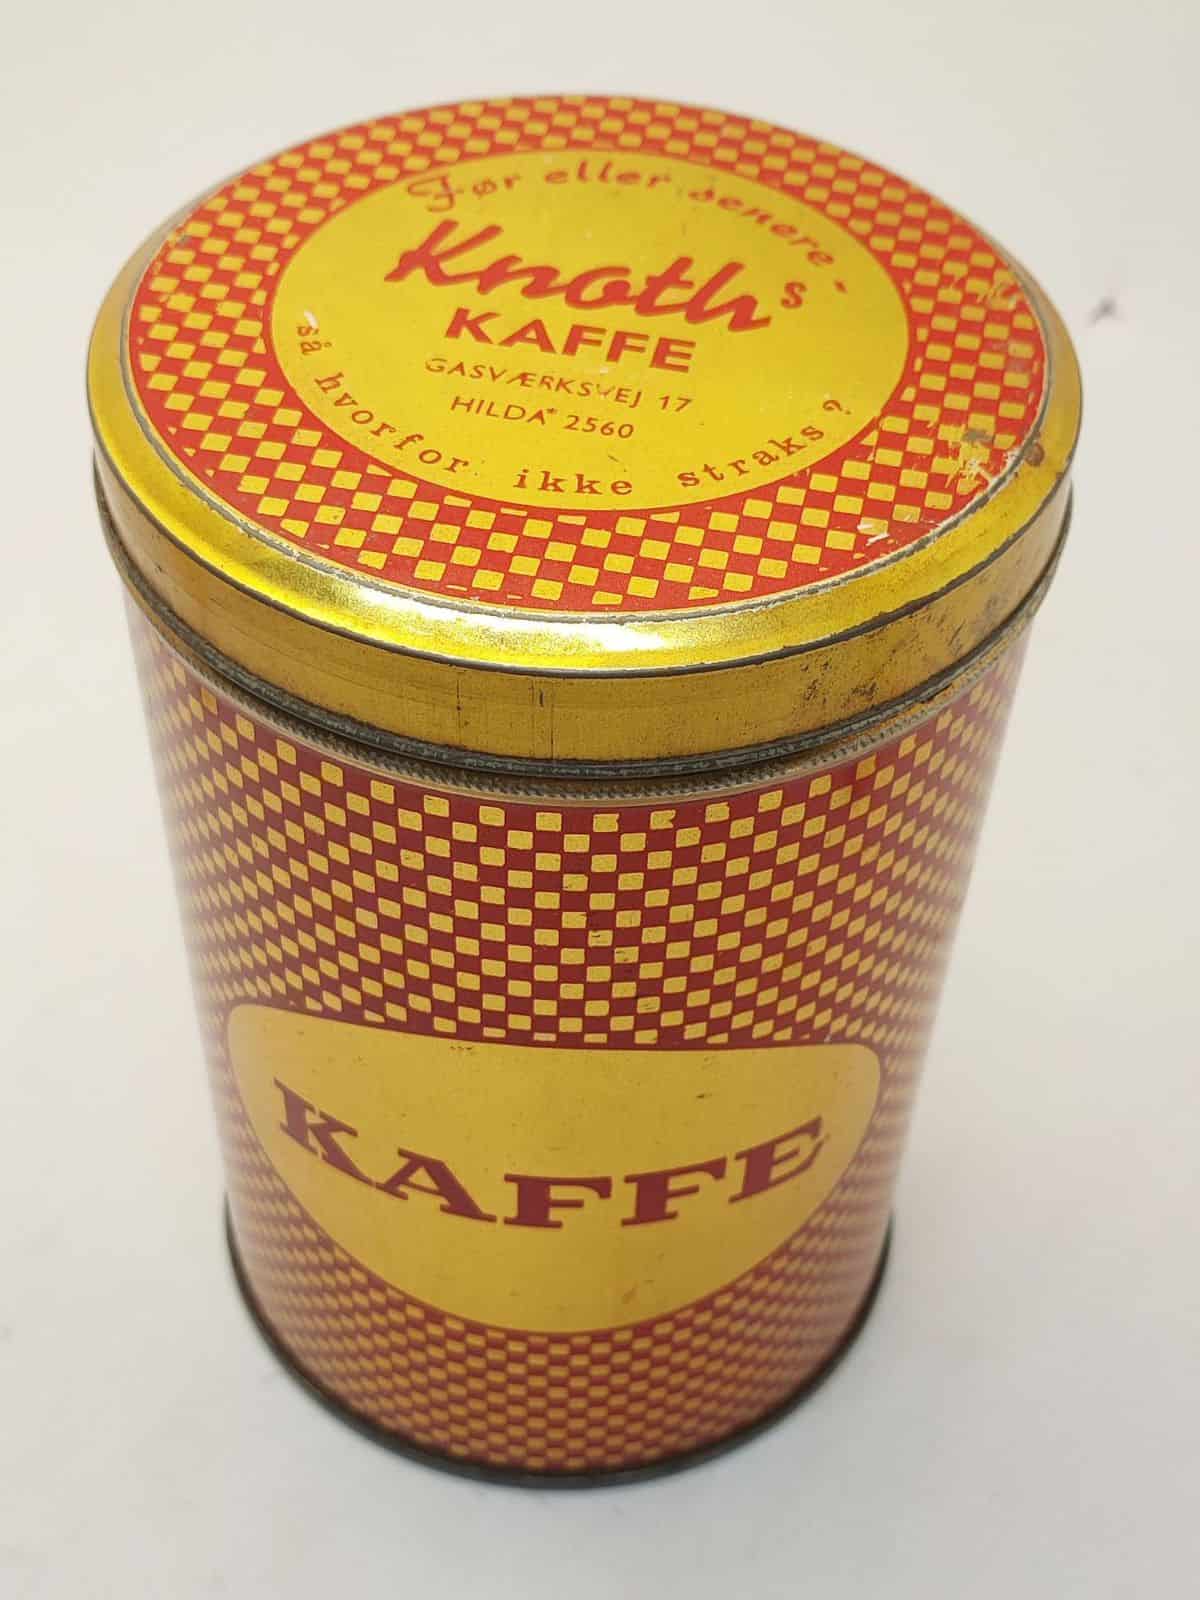 Før eller senere -
Knoth's
KAFFE
GASVÆRKSVEJ 17
HILDA* 2560
så hvorfor ikke straks?
KAFFE